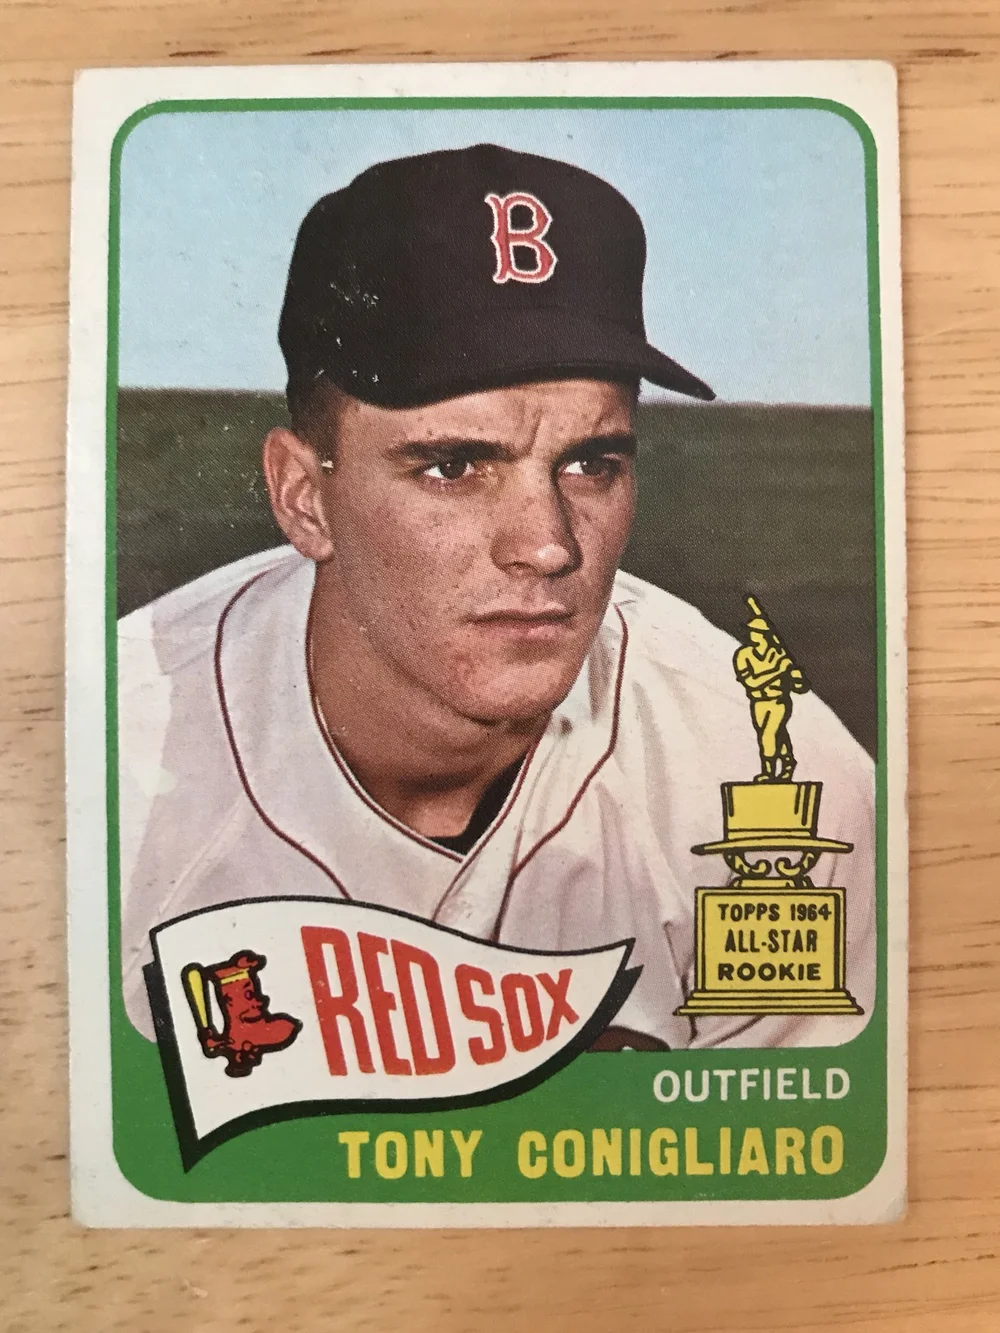 B
TOPPS 1964
ALL-STAR
ROOKIE
RED SOX
OUTFIELD
TONY CONIGLIARO